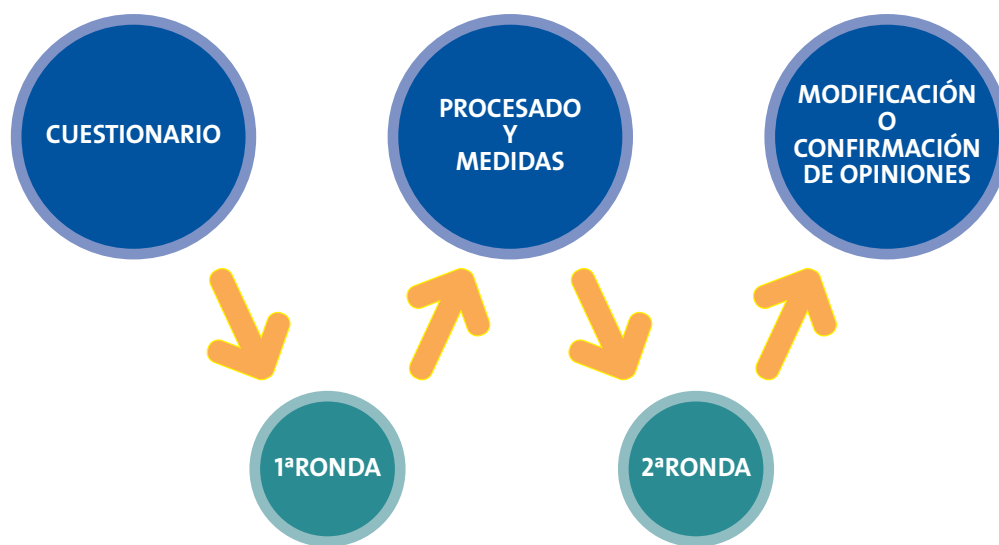 CUESTIONARIO
PROCESADO
Y
MEDIDAS
MODIFICACIÓN
O
CONFIRMACIÓN
DE OPINIONES
1ªRONDA
2ªRONDA